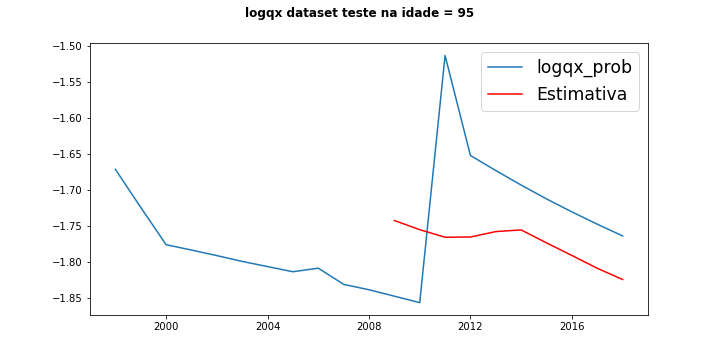 logqx dataset teste na idade = 95
−1.50
−1.55
−1.60
−1.65
−1.70
−1.75
−1.80
−1.85
logqx_prob
Estimativa
2000 2004 2008 2012 2016